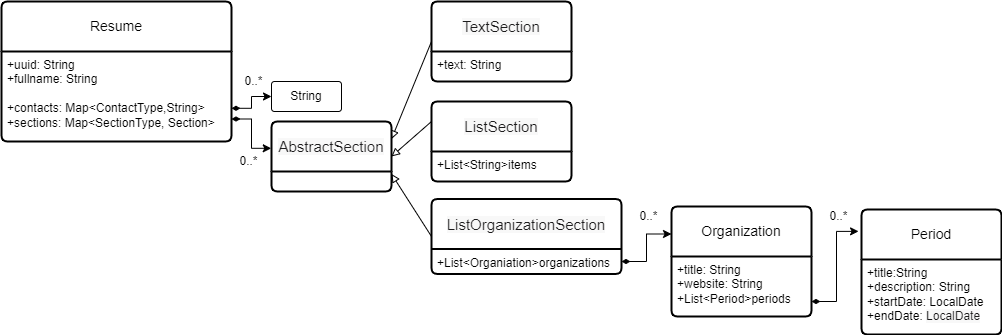 Resume
+uuid: String
+fullname: String
+contacts: Map<ContactType,String>
+sections: Map<SectionType, Section>
0..*
String
0..*
AbstractSection
TextSection
+text: String
ListSection
+List<String>items
ListOrganizationSection
+List<Organiation>organizations
0..*
Organization
+title: String
+website: String
+List<Period>periods
0..*
Period
+title:String
+description: String
+startDate: LocalDate
+endDate: LocalDate